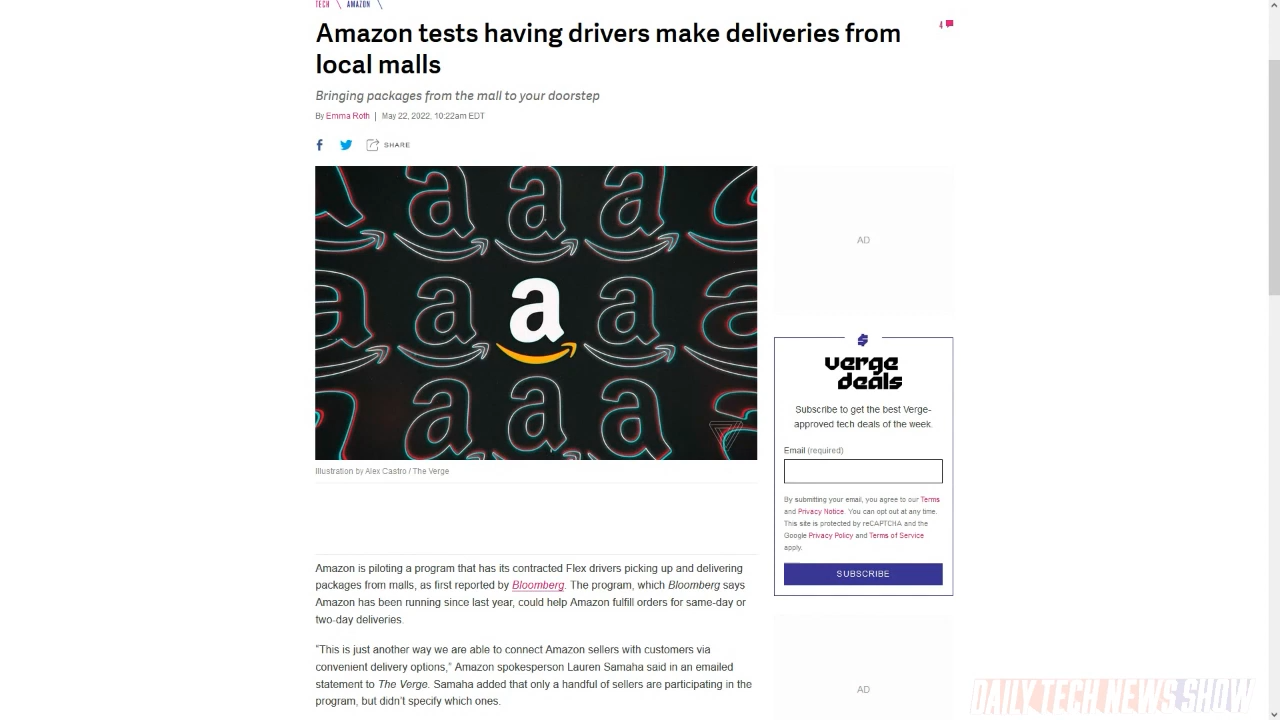 TECH \ AMAZON \
Amazon tests having drivers make deliveries from
local malls
4
Bringing packages from the mall to your doorstep
By Emma Roth | May 22, 2022, 10:22am EDT
SHARE
AD
verge
deals
Subscribe to get the best Verge-
approved tech deals of the week.
Email (required)
By submitting your email, you agree to our Terms
and Privacy Notice. You can opt out at any time.
This site is protected by reCAPTCHA and the
Google Privacy Policy and Terms of Service
apply.
SUBSCRIBE
Illustration by Alex Castro / The Verge
Amazon is piloting a program that has its contracted Flex drivers picking up and delivering
packages from malls, as first reported by Bloomberg. The program, which Bloomberg says
Amazon has been running since last year, could help Amazon fulfill orders for same-day or
two-day deliveries.
“This is just another way we are able to connect Amazon sellers with customers via
convenient delivery options,” Amazon spokesperson Lauren Samaha said in an emailed
statement to The Verge. Samaha added that only a handful of sellers are participating in the
program, but didn’t specify which ones.
AD
DAILY TECH NEWS SHOW